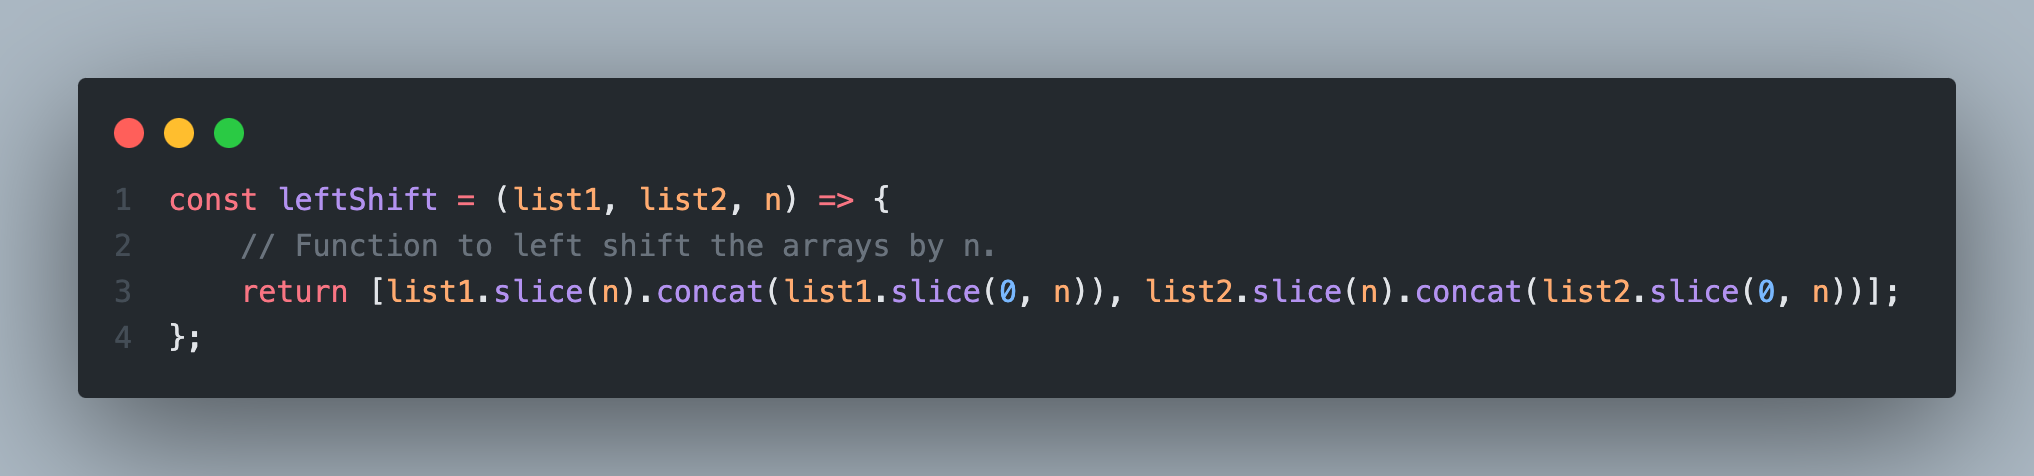 1 const leftShift = (list1, list2, n) => {
2     // Function to left shift the arrays by n.
3     return [list1.slice(n).concat(list1.slice(0, n)), list2.slice(n).concat(list2.slice(0, n))];
4 };